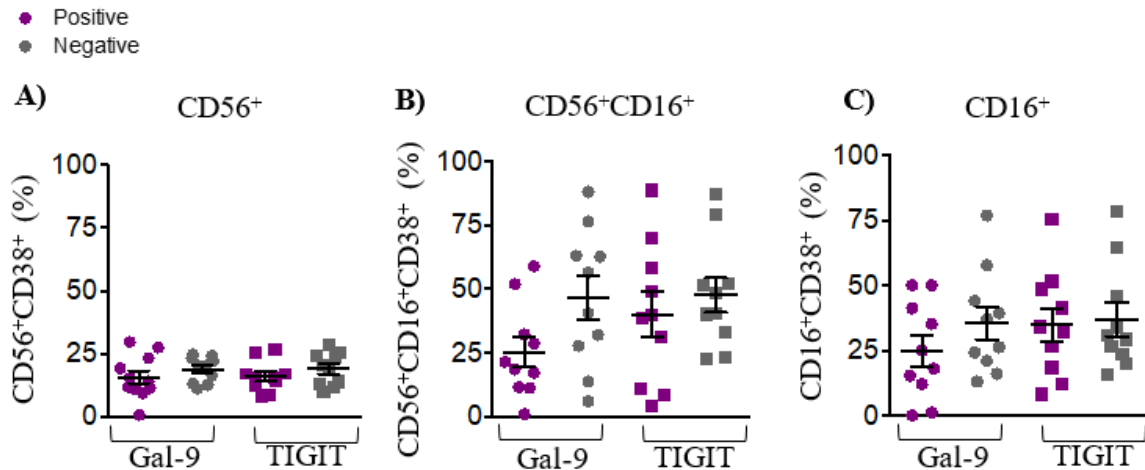 Positive
Negative
A)
CD56⁺
CD56⁺CD38⁺ (%)
100
75
50
25
0
Gal-9
TIGIT
B)
CD56⁺CD16⁺
CD56⁺CD16⁺CD38⁺ (%)
100
75
50
25
0
Gal-9
TIGIT
C)
CD16⁺
CD16⁺CD38⁺ (%)
100
75
50
25
0
Gal-9
TIGIT